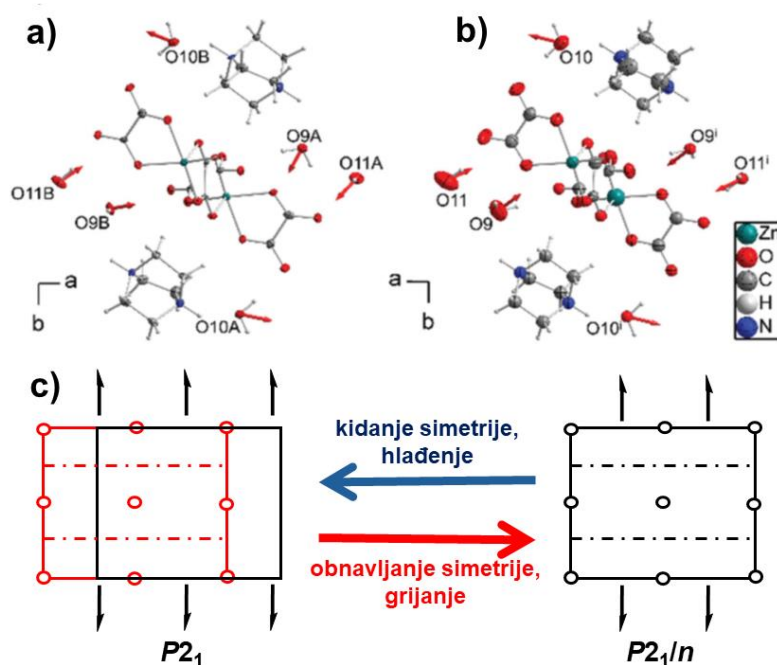 a)
O10B
O9A
O11A
O11B
O9B
O10A
a
b
b)
O10
O9ⁱ
O11ⁱ
O11
O9
O10ⁱ
a
b
Zn
O
C
H
N
c)
kidanje simetrije,
hlađenje
obnavljanje simetrije,
grijanje
P2₁
P2₁/n